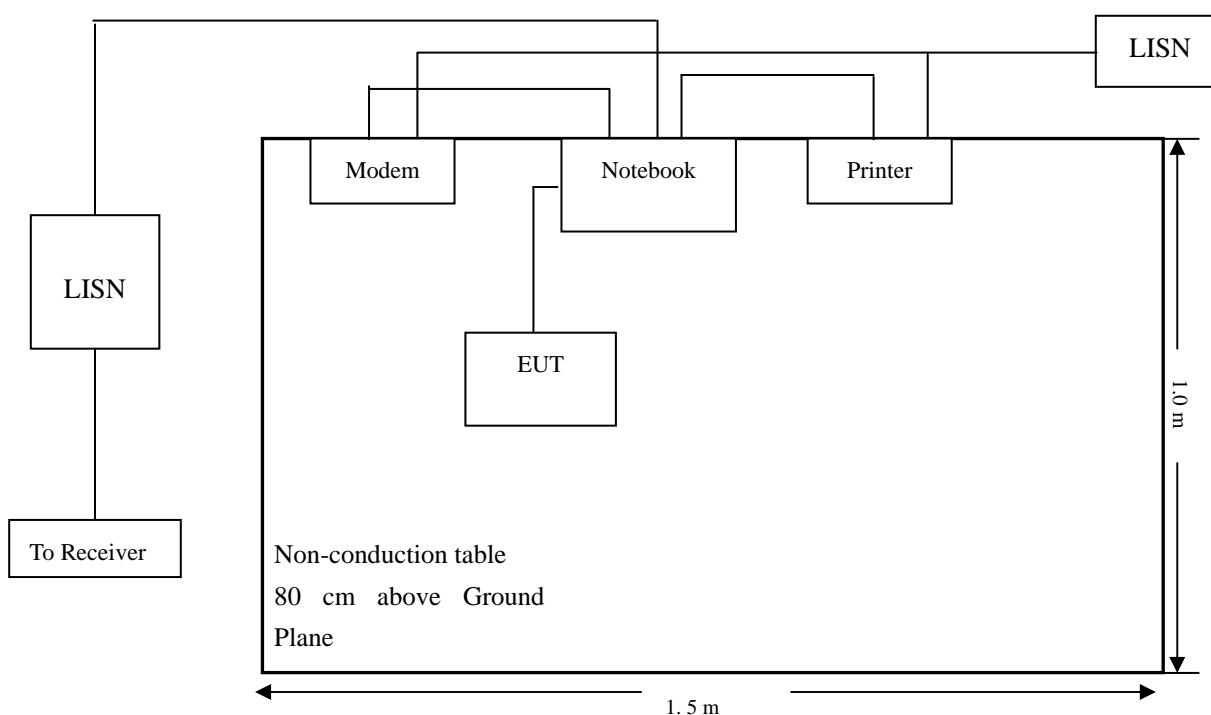 LISN
Modem
Notebook
Printer
LISN
EUT
1.0 m
To Receiver
Non-conduction table
80 cm above Ground
Plane
1. 5 m